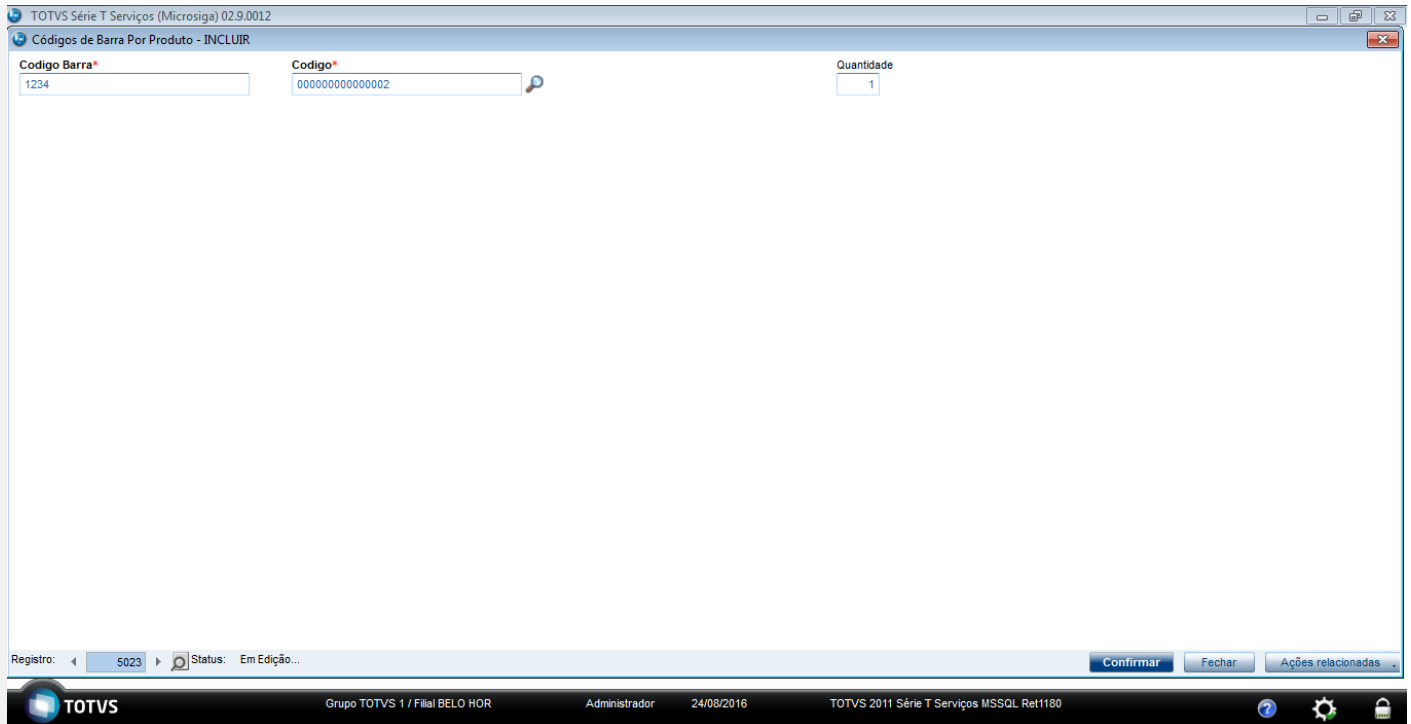 TOTVS Série T Serviços (Microsiga) 02.9.0012
Códigos de Barra Por Produto - INCLUIR
Codigo Barra* Codigo* Quantidade
1234 000000000000002 1
Registro: 5023 Status: Em Edição... Confirmar Fechar Ações relacionadas
TOTVS Grupo TOTVS 1 / Filial BELO HOR Administrador 24/08/2016 TOTVS 2011 Série T Serviços MSSQL Ret1180